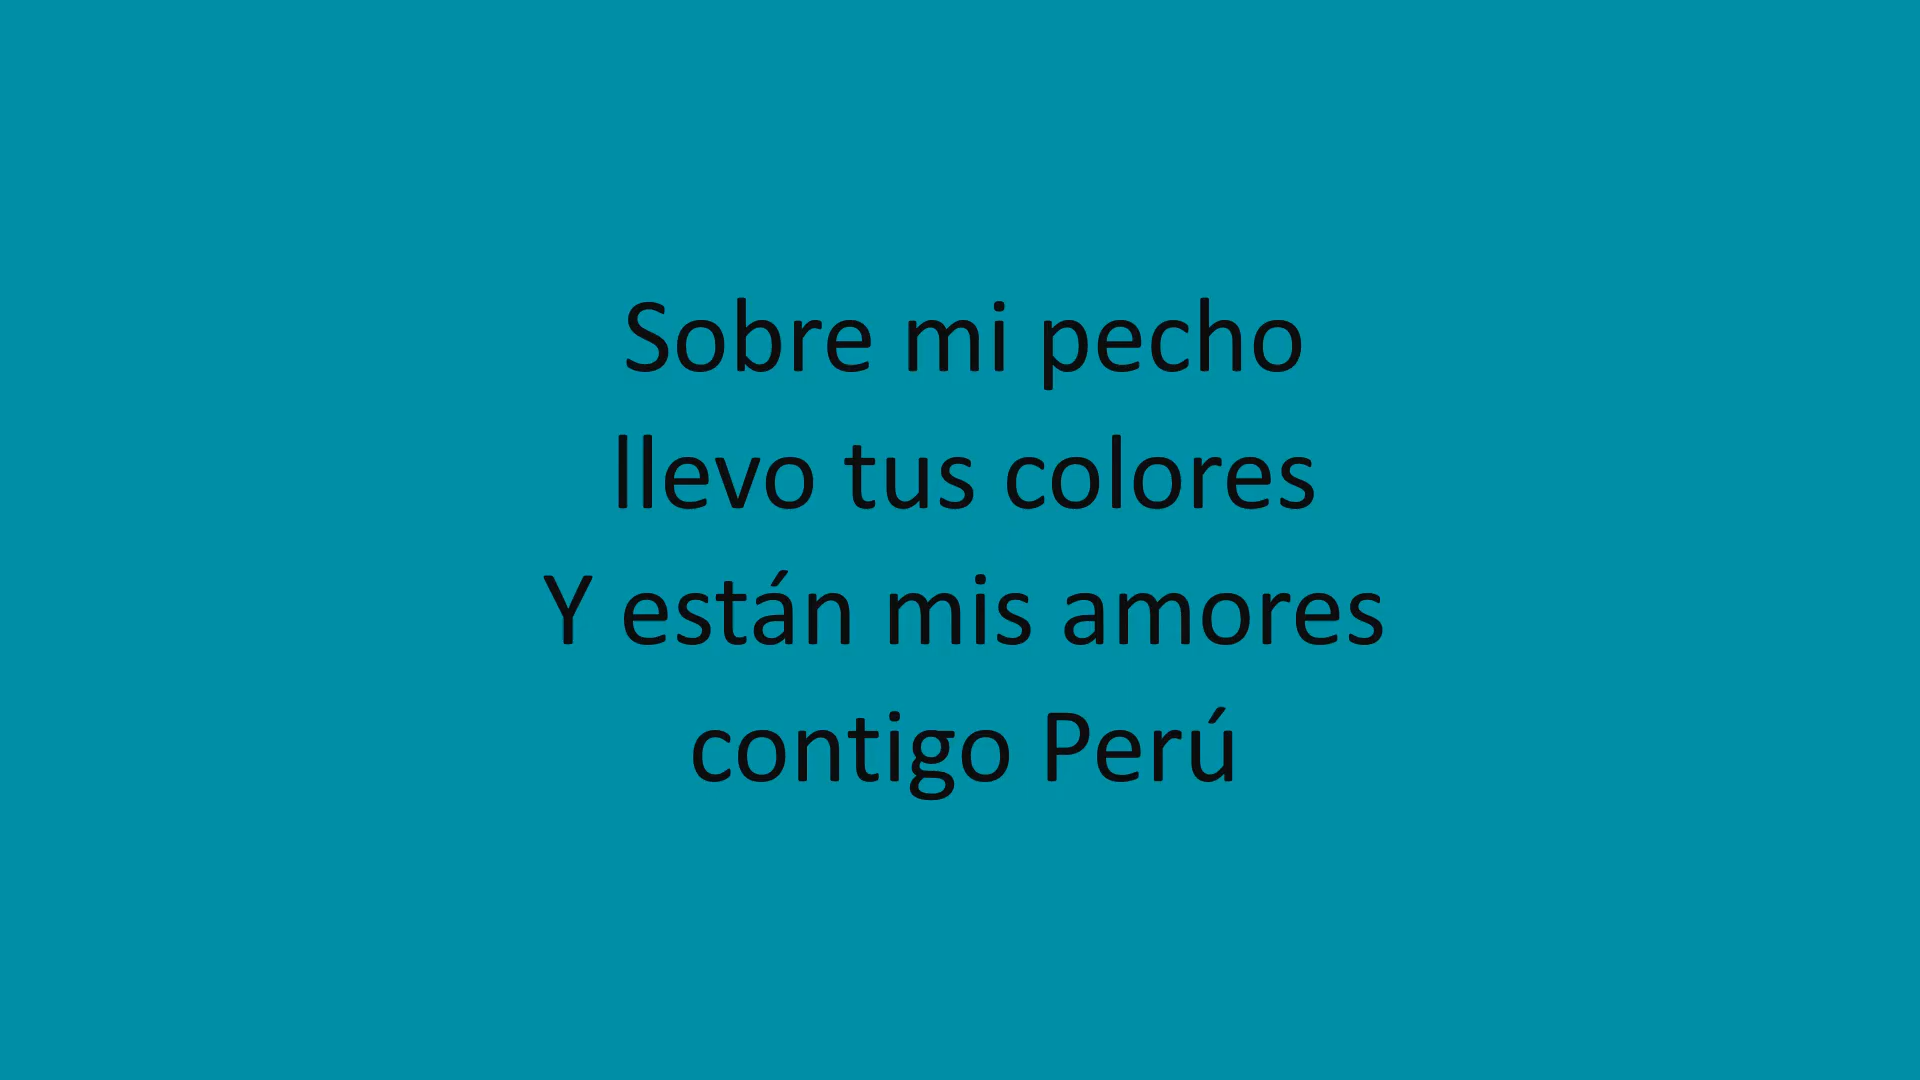 Sobre mi pecho
llevo tus colores
Y están mis amores
contigo Perú